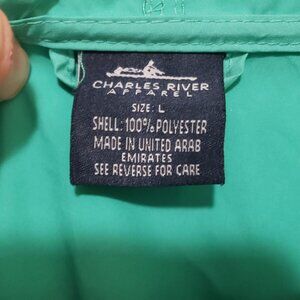 CHARLES RIVER
APPAREL
SIZE: L
SHELL: 100% POLYESTER
MADE IN UNITED ARAB
EMIRATES
SEE REVERSE FOR CARE